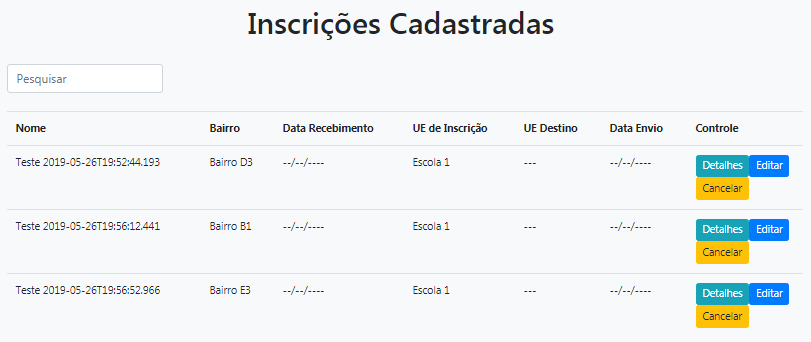 Inscrições Cadastradas
Pesquisar
Nome Bairro Data Recebimento UE de Inscrição UE Destino Data Envio Controle
Teste 2019-05-26T19:52:44.193 Bairro D3 --/--/---- Escola 1 --- --/--/---- Detalhes Editar
Cancelar
Teste 2019-05-26T19:56:12.441 Bairro B1 --/--/---- Escola 1 --- --/--/---- Detalhes Editar
Cancelar
Teste 2019-05-26T19:56:52.966 Bairro E3 --/--/---- Escola 1 --- --/--/---- Detalhes Editar
Cancelar